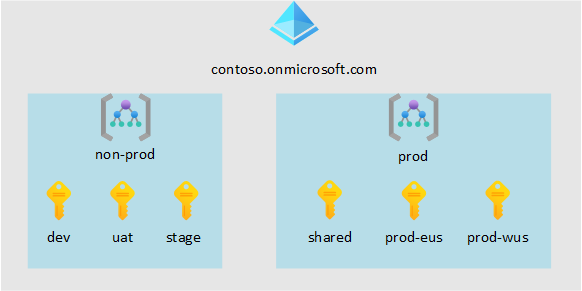 contoso.onmicrosoft.com
non-prod
prod
dev
uat
stage
shared
prod-eus
prod-wus